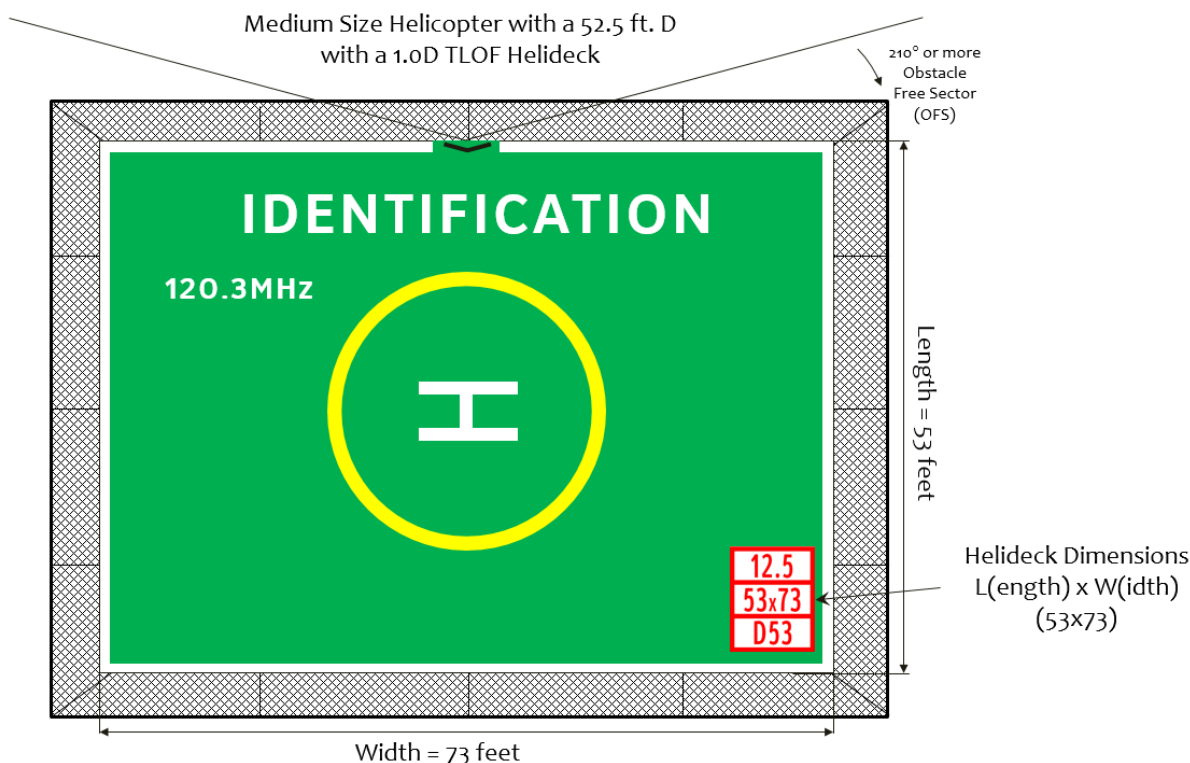 Medium Size Helicopter with a 52.5 ft. D
with a 1.0D TLOF Helideck
210° or more
Obstacle
Free Sector
(OFS)
IDENTIFICATION
120.3MHz
H
Length = 53 feet
12.5
53x73
D53
Helideck Dimensions
L(ength) x W(idth)
(53x73)
Width = 73 feet